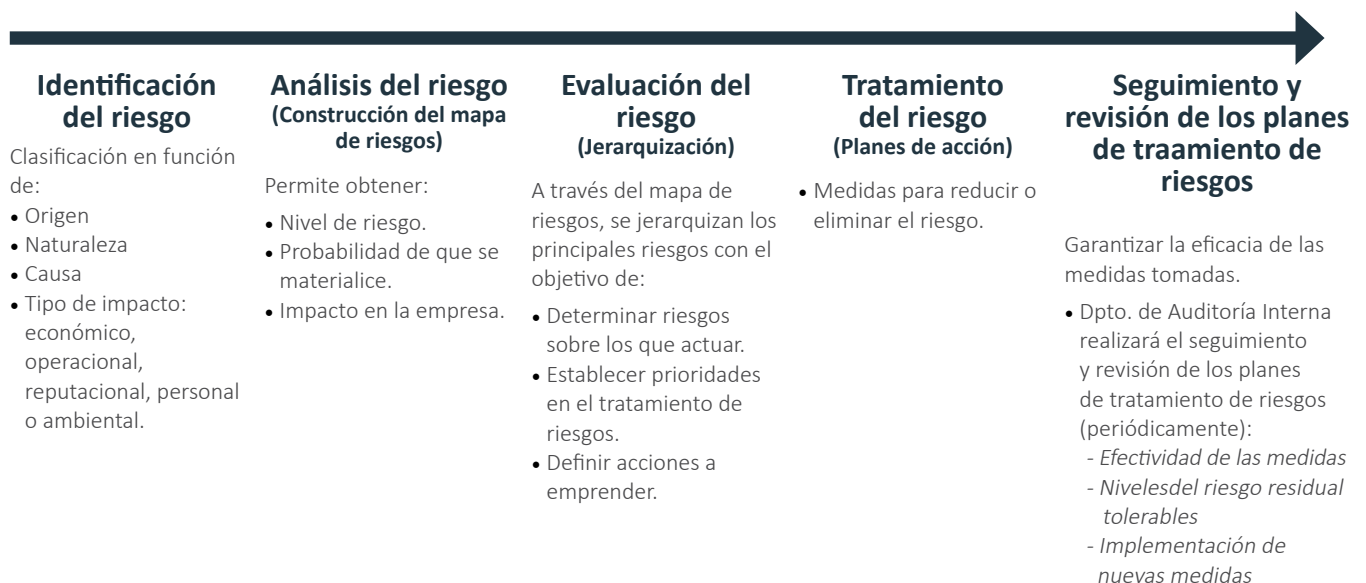 Identificación
del riesgo
Clasificación en función
de:
• Origen
• Naturaleza
• Causa
• Tipo de impacto:
económico,
operacional,
reputacional, personal
o ambiental.
Análisis del riesgo
(Construcción del mapa
de riesgos)
Permite obtener:
• Nivel de riesgo.
• Probabilidad de que se
materialice.
• Impacto en la empresa.
Evaluación del
riesgo
(Jerarquización)
A través del mapa de
riesgos, se jerarquizan los
principales riesgos con el
objetivo de:
• Determinar riesgos
sobre los que actuar.
• Establecer prioridades
en el tratamiento de
riesgos.
• Definir acciones a
emprender.
Tratamiento
del riesgo
(Planes de acción)
• Medidas para reducir o
eliminar el riesgo.
Seguimiento y
revisión de los planes
de traamiento de
riesgos
Garantizar la eficacia de las
medidas tomadas.
• Dpto. de Auditoría Interna
realizará el seguimiento
y revisión de los planes
de tratamiento de riesgos
(periódicamente):
- Efectividad de las medidas
- Nivelesdel riesgo residual
tolerables
- Implementación de
nuevas medidas